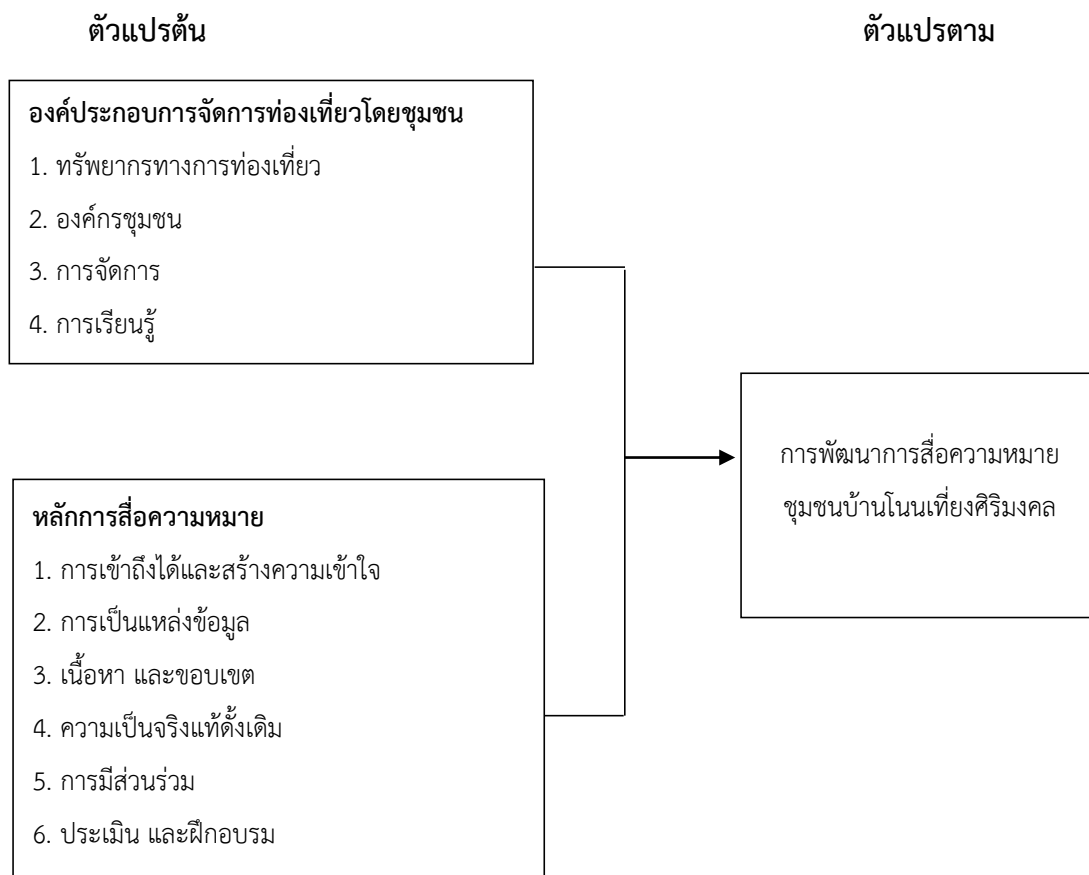 ตัวแปรต้น
ตัวแปรตาม
องค์ประกอบการจัดการท่องเที่ยวโดยชุมชน
1. ทรัพยากรทางการท่องเที่ยว
2. องค์กรชุมชน
3. การจัดการ
4. การเรียนรู้
หลักการสื่อความหมาย
1. การเข้าถึงได้และสร้างความเข้าใจ
2. การเป็นแหล่งข้อมูล
3. เนื้อหา และขอบเขต
4. ความเป็นจริงแท้ดั้งเดิม
5. การมีส่วนร่วม
6. ประเมิน และฝึกอบรม
การพัฒนาการสื่อความหมาย
ชุมชนบ้านโนนเที่ยงศิริมงคล